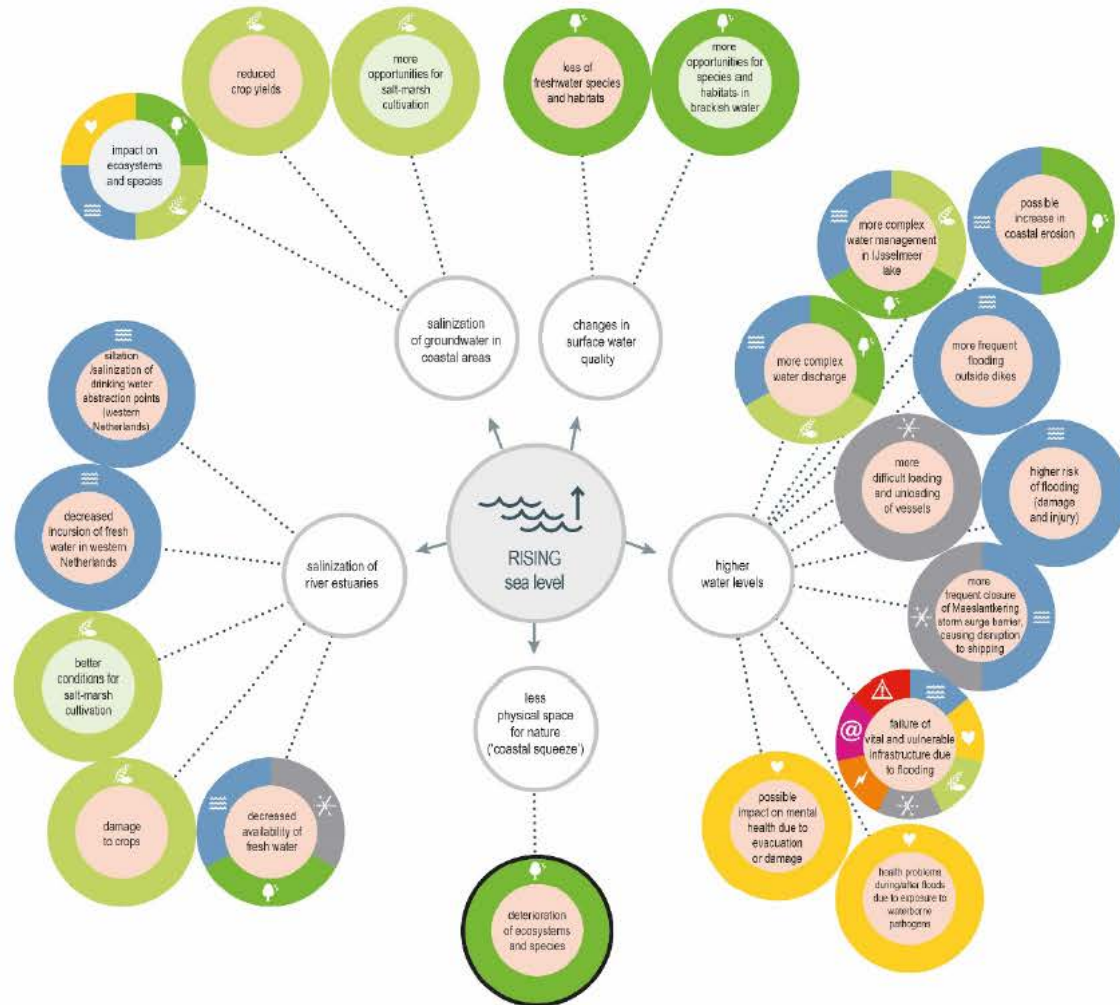 reduced
crop yields
more
opportunities for
salt-marsh
cultivation
loss of
freshwater species
and habitats
more
opportunities for
species and
habitats in
brackish water
impact on
ecosystems
and species
more complex
water management
in IJsselmeer
lake
possible
increase in
coastal erosion
salinization
of groundwater in
coastal areas
changes in
surface water
quality
more complex
water discharge
more frequent
flooding
outside dikes
siltation
/salinization of
drinking water
abstraction points
(western
Netherlands)
more
difficult loading
and unloading
of vessels
higher risk
of flooding
(damage
and injury)
decreased
incursion of fresh
water in western
Netherlands
salinization of
river estuaries
RISING
sea level
higher
water levels
more
frequent closure
of Maeslantkering
storm surge barrier,
causing disruption
to shipping
better
conditions for
salt-marsh
cultivation
less
physical space
for nature
('coastal squeeze')
@
failure of
vital and vulnerable
infrastructure due
to flooding
damage
to crops
decreased
availability of
fresh water
possible
impact on mental
health due to
evacuation
or damage
health problems
during/after floods
due to exposure to
waterborne
pathogens
deterioration
of ecosystems
and species